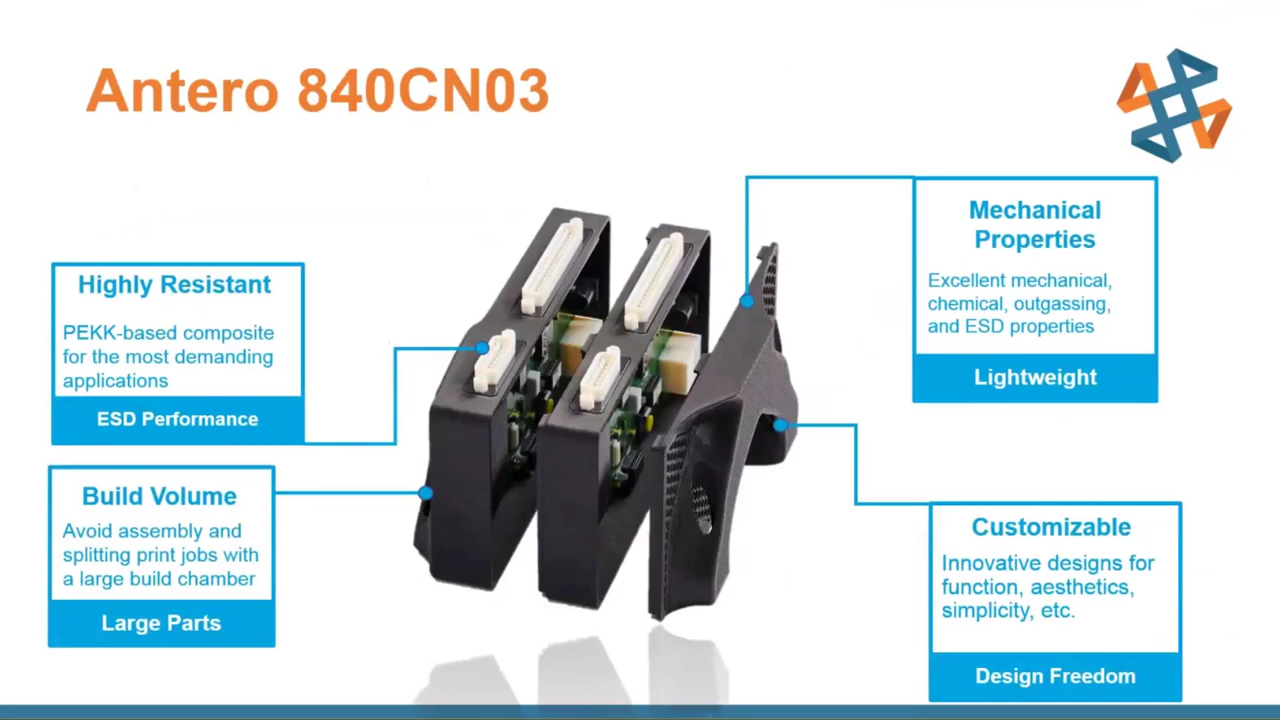 Antero 840CN03
Highly Resistant
PEKK-based composite
for the most demanding
applications
ESD Performance
Build Volume
Avoid assembly and
splitting print jobs with
a large build chamber
Large Parts
Mechanical
Properties
Excellent mechanical,
chemical, outgassing,
and ESD properties
Lightweight
Customizable
Innovative designs for
function, aesthetics,
simplicity, etc.
Design Freedom